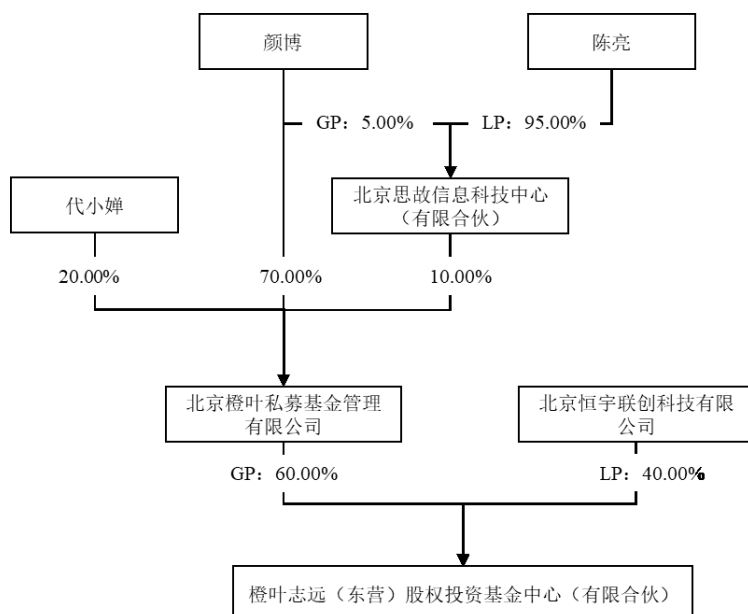 颜博
陈亮
GP：5.00%
LP：95.00%
代小婵
北京思故信息科技中心
（有限合伙）
20.00%
70.00%
10.00%
北京橙叶私募基金管理
有限公司
北京恒宇联创科技有限
公司
GP：60.00%
LP：40.00%
橙叶志远（东营）股权投资基金中心（有限合伙）